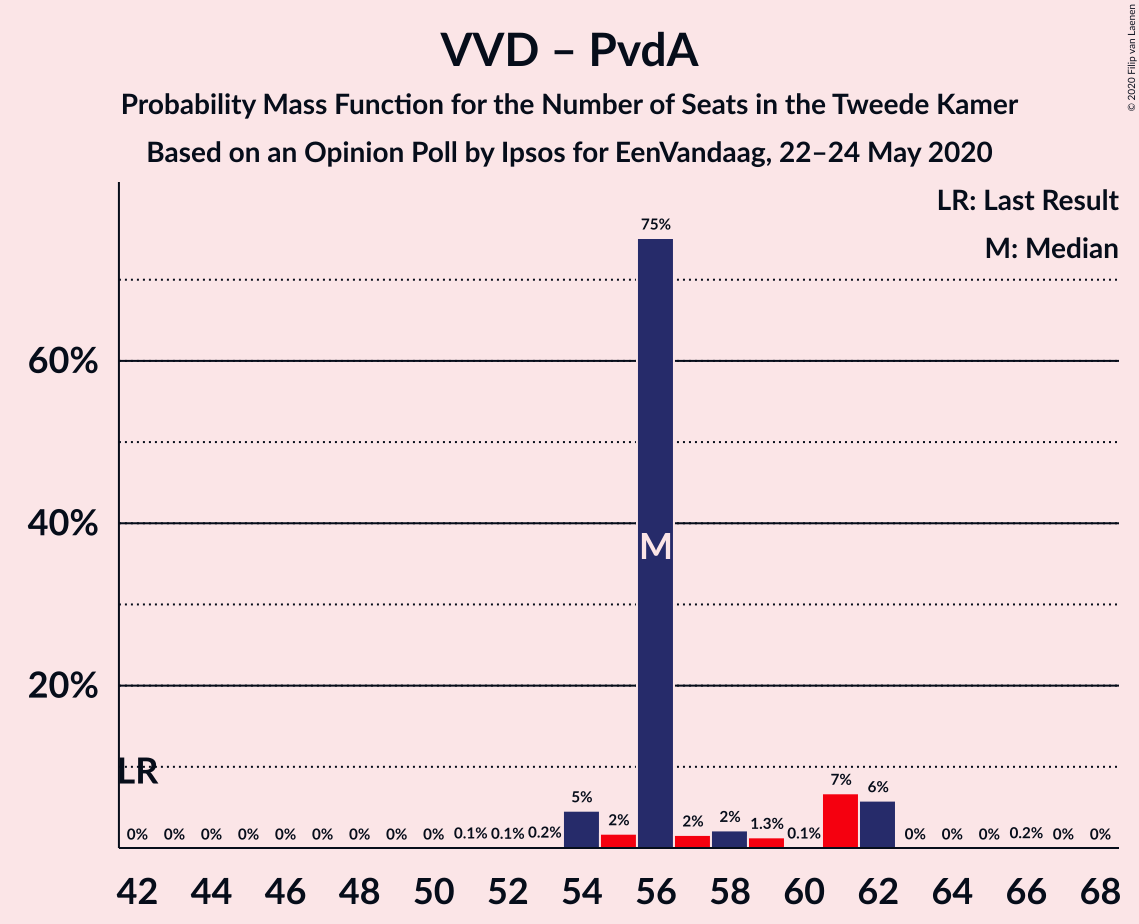 VVD – PvdA
Probability Mass Function for the Number of Seats in the Tweede Kamer
Based on an Opinion Poll by Ipsos for EenVandaag, 22–24 May 2020
© 2020 Filip van Laenen
LR: Last Result
M: Median
75%
60%
M
40%
20%
LR
0% 0% 0% 0% 0% 0% 0% 0% 0% 0.1% 0.1% 0.2% 5% 2% 2% 2% 1.3% 0.1% 7% 6% 0% 0% 0% 0.2% 0% 0%
42 44 46 48 50 52 54 56 58 60 62 64 66 68